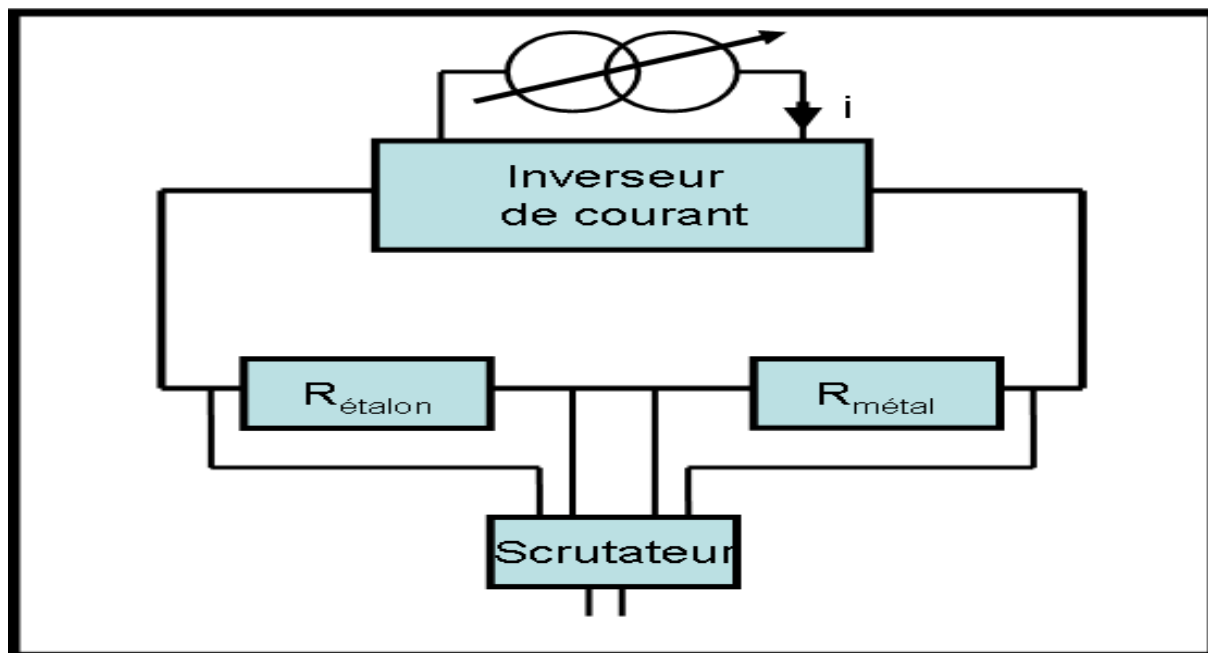 i
Inverseur
de courant
Rétalon
Rmétal
Scrutateur